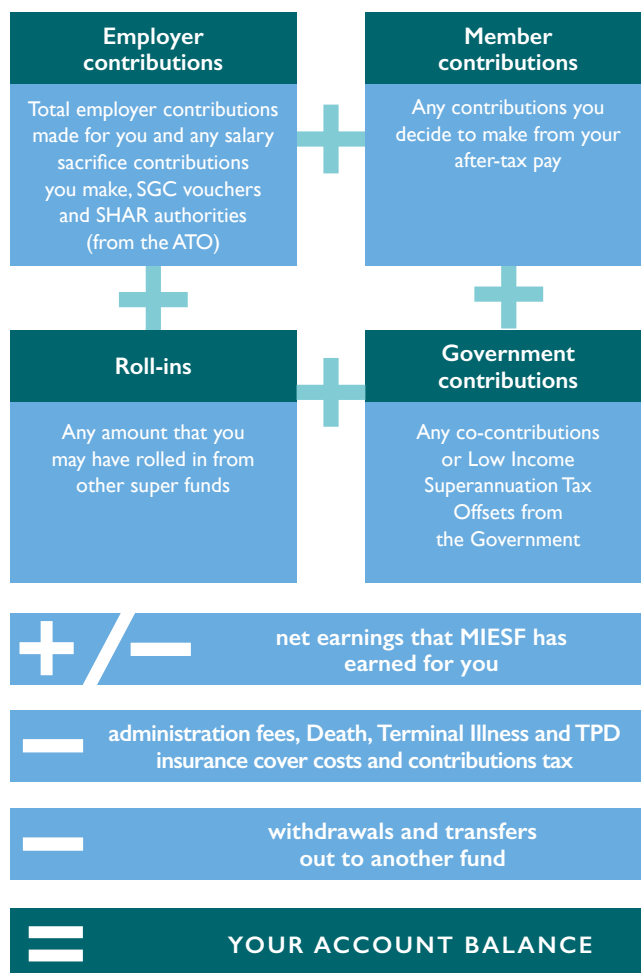 Employer
contributions
Total employer contributions
made for you and any salary
sacrifice contributions
you make, SGC vouchers
and SHAR authorities
(from the ATO)
+
Member
contributions
Any contributions you
decide to make from your
after-tax pay
+
+
Roll-ins
Any amount that you
may have rolled in from
other super funds
+
Government
contributions
Any co-contributions
or Low Income
Superannuation Tax
Offsets from
the Government
+/− net earnings that MIESF has
earned for you
− administration fees, Death, Terminal Illness and TPD
insurance cover costs and contributions tax
− withdrawals and transfers
out to another fund
= YOUR ACCOUNT BALANCE